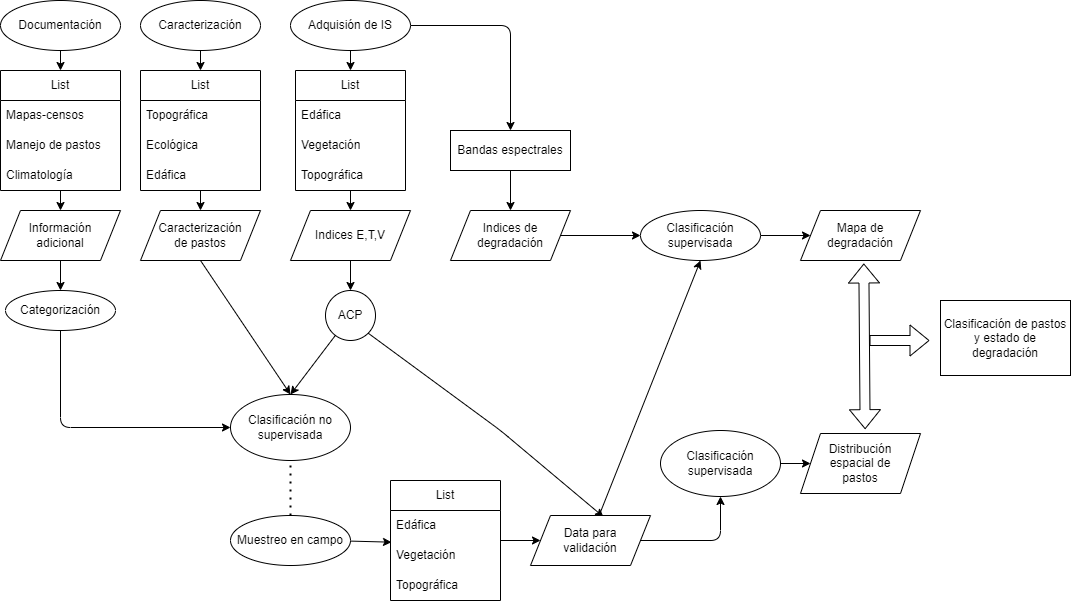 Documentación
Caracterización
Adquisión de IS
List
Mapas-censos
Manejo de pastos
Climatología
List
Topográfica
Ecológica
Edáfica
List
Edáfica
Vegetación
Topográfica
Bandas espectrales
Información
adicional
Caracterización
de pastos
Indices E,T,V
Indices de
degradación
Clasificación
supervisada
Mapa de
degradación
Categorización
ACP
Clasificación de pastos
y estado de
degradación
Clasificación no
supervisada
Clasificación
supervisada
Distribución
espacial de
pastos
Muestreo en campo
List
Edáfica
Vegetación
Topográfica
Data para
validación